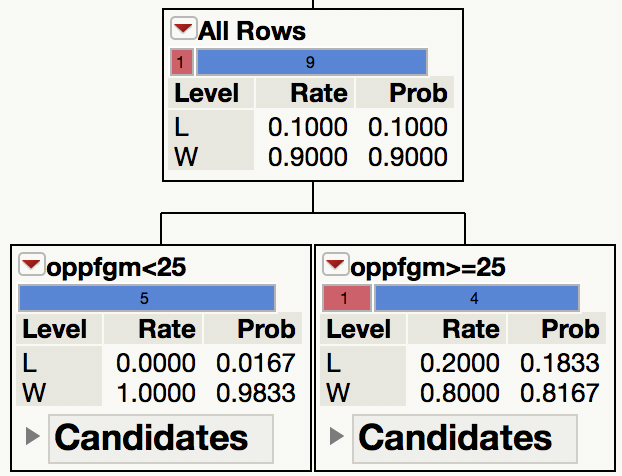 All Rows
1 9
Level Rate Prob
L 0.1000 0.1000
W 0.9000 0.9000
oppfgm<25
5
Level Rate Prob
L 0.0000 0.0167
W 1.0000 0.9833
Candidates
oppfgm>=25
1 4
Level Rate Prob
L 0.2000 0.1833
W 0.8000 0.8167
Candidates